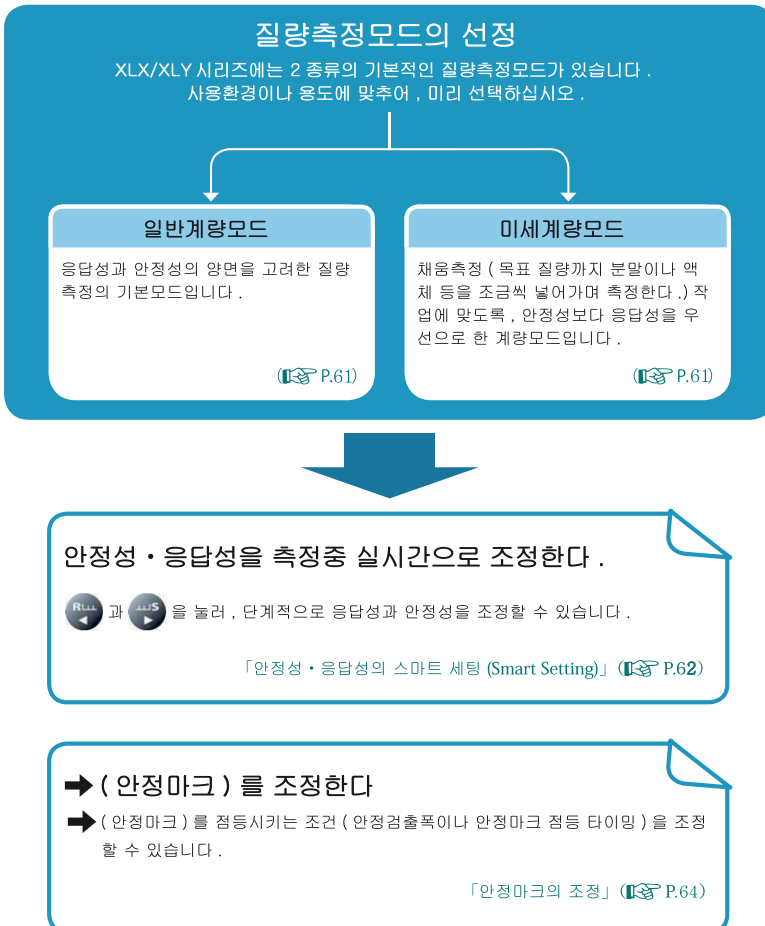 질량측정모드의 선정
XLX/XLY 시리즈에는 2 종류의 기본적인 질량측정모드가 있습니다 .
사용환경이나 용도에 맞추어 , 미리 선택하십시오 .
일반계량모드
응답성과 안정성의 양면을 고려한 질량
측정의 기본모드입니다 .
(☞ P.61)
미세계량모드
채움측정 ( 목표 질량까지 분말이나 액
체 등을 조금씩 넣어가며 측정한다 .) 작
업에 맞도록 , 안정성보다 응답성을 우
선으로 한 계량모드입니다 .
(☞ P.61)
안정성・응답성을 측정중 실시간으로 조정한다 .
R ◀ 과 S ▶ 을 눌러 , 단계적으로 응답성과 안정성을 조정할 수 있습니다 .
「안정성・응답성의 스마트 세팅 (Smart Setting)」(☞ P.62)
➡ ( 안정마크 ) 를 조정한다
➡ ( 안정마크 ) 를 점등시키는 조건 ( 안정검출폭이나 안정마크 점등 타이밍 ) 을 조정
할 수 있습니다 .
「안정마크의 조정」(☞ P.64)